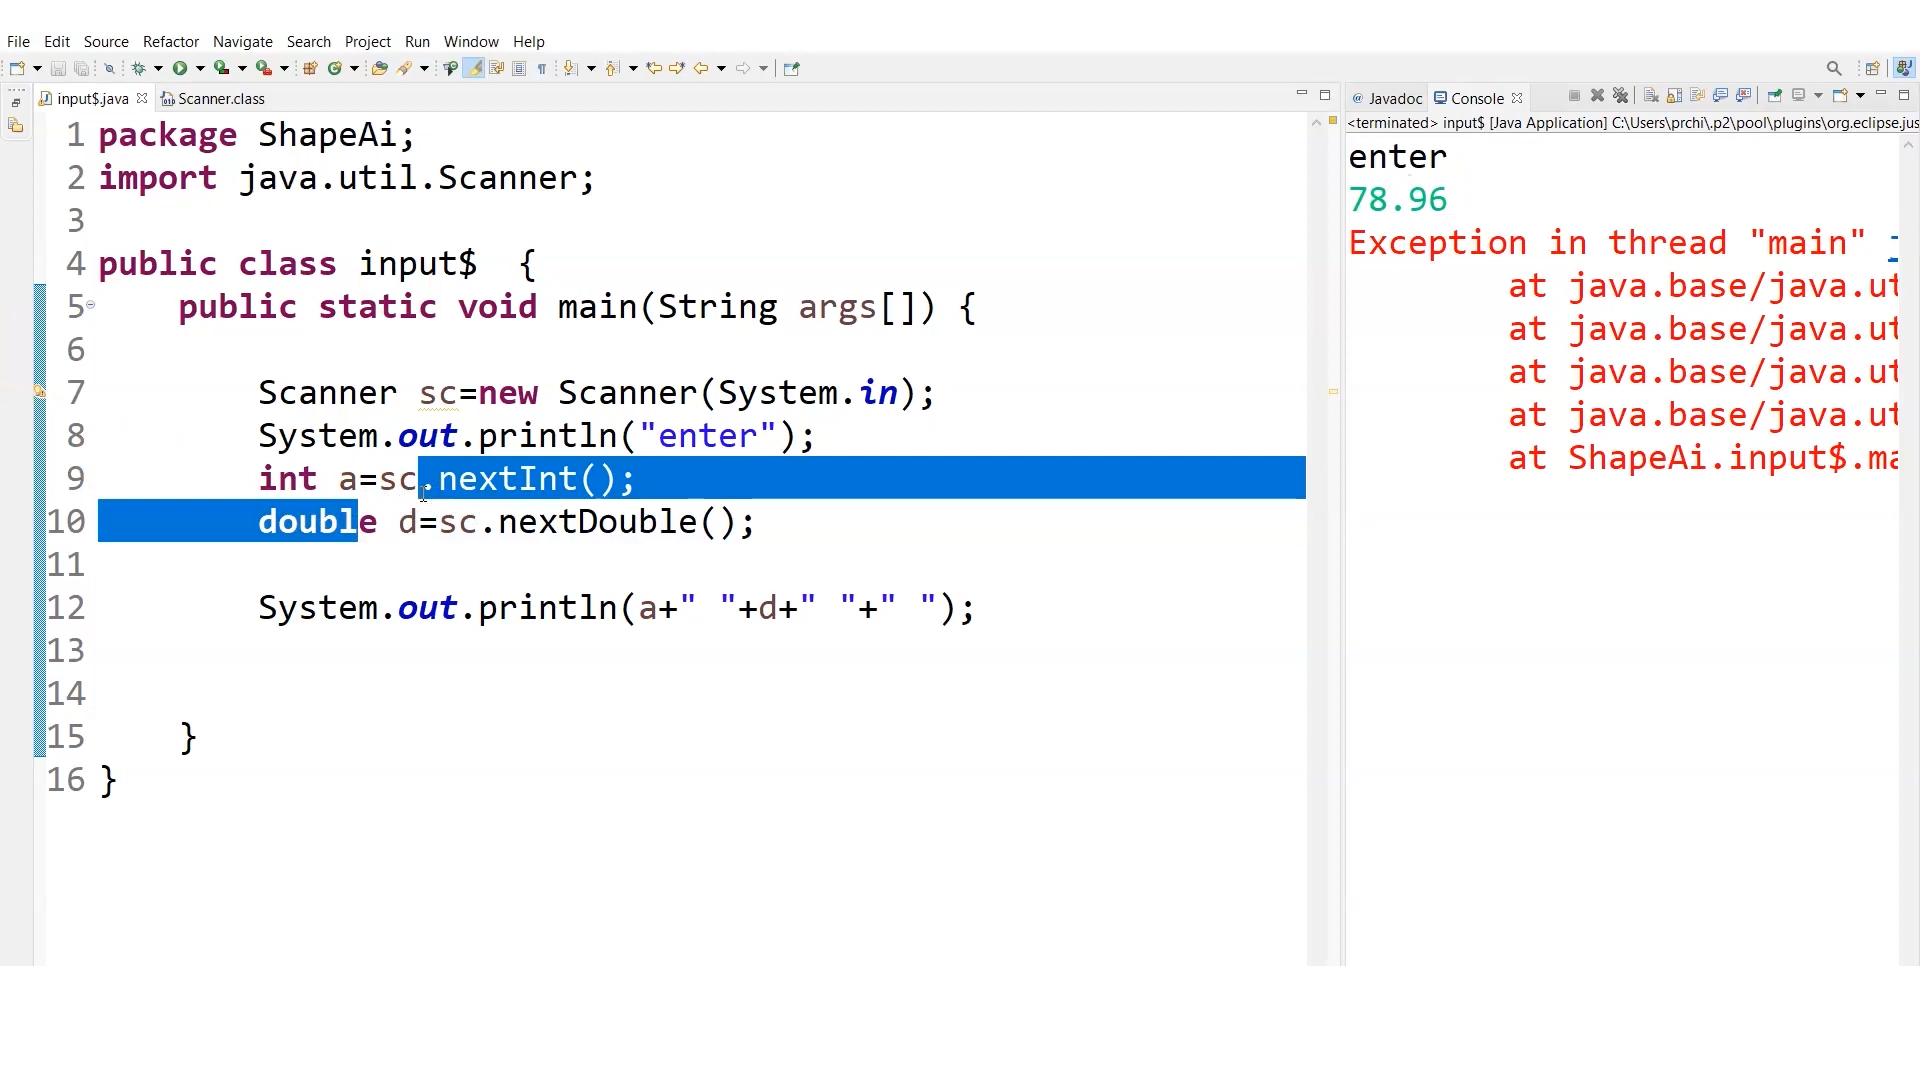 File Edit Source Refactor Navigate Search Project Run Window Help
input$.java Scanner.class
1 package ShapeAi;
2 import java.util.Scanner;
3
4 public class input$  {
5     public static void main(String args[]) {
6
7         Scanner sc=new Scanner(System.in);
8         System.out.println("enter");
9         int a=sc.nextInt();
10         double d=sc.nextDouble();
11
12         System.out.println(a+" "+d+" "+" ");
13
14
15     }
16 }
@ Javadoc Console
<terminated> input$ [Java Application] C:\Users\prchi\.p2\pool\plugins\org.eclipse.jus
enter
78.96
Exception in thread "main"
at java.base/java.ut
at java.base/java.ut
at java.base/java.ut
at java.base/java.ut
at ShapeAi.input$.ma